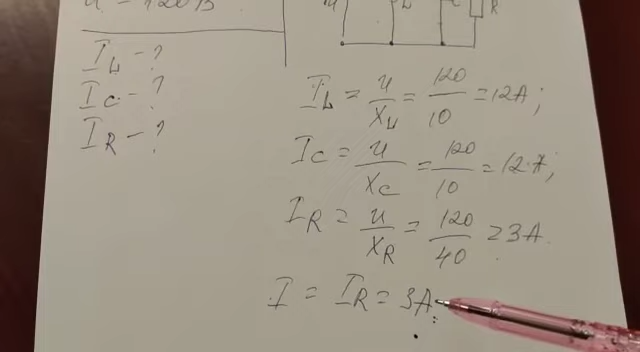 u = 120 В
L
C
R
I_L - ?
I_C - ?
I_R - ?
I_L = u/X_L = 120/10 = 12A;
I_C = u/X_C = 120/10 = 12A;
I_R = u/X_R = 120/40 = 3A.
I = I_R = 3A.